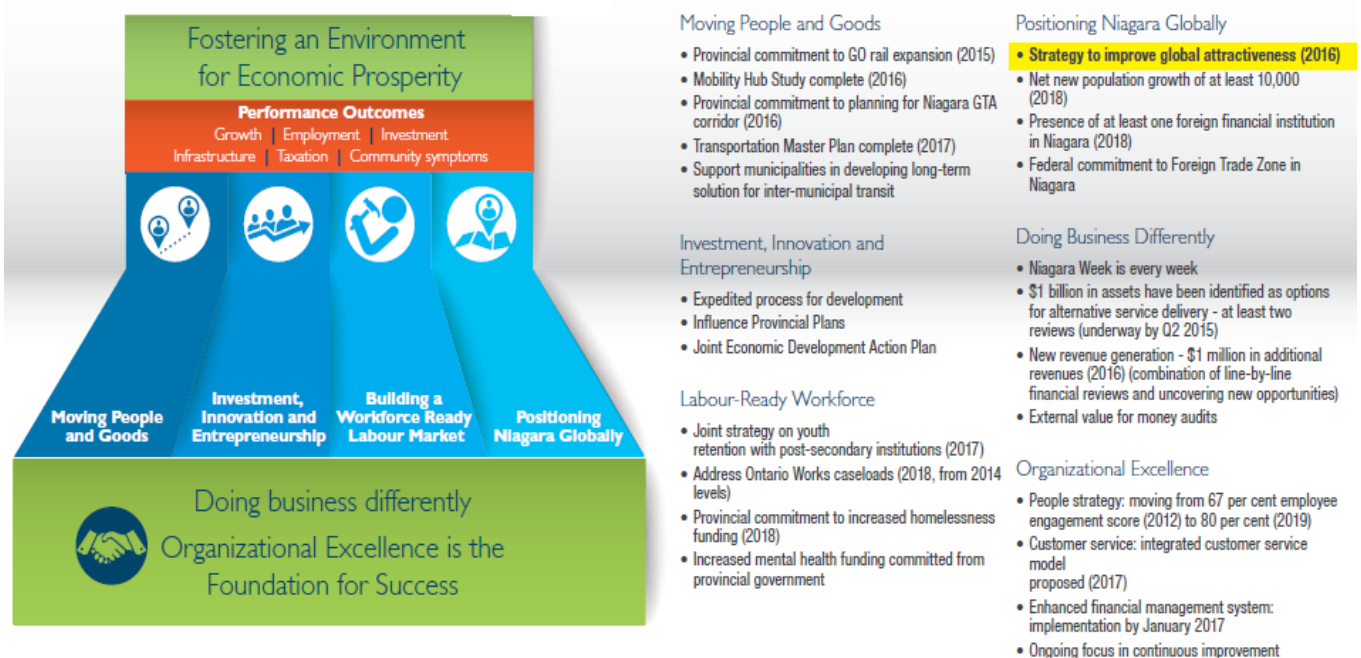 Fostering an Environment
for Economic Prosperity
Performance Outcomes
Growth | Employment | Investment
Infrastructure | Taxation | Community symptoms
Moving People
and Goods
Investment,
Innovation and
Entrepreneurship
Building a
Workforce Ready
Labour Market
Positioning
Niagara Globally
Doing business differently
Organizational Excellence is the
Foundation for Success
Moving People and Goods
• Provincial commitment to GO rail expansion (2015)
• Mobility Hub Study complete (2016)
• Provincial commitment to planning for Niagara GTA
corridor (2016)
• Transportation Master Plan complete (2017)
• Support municipalities in developing long-term
solution for inter-municipal transit
Investment, Innovation and
Entrepreneurship
• Expedited process for development
• Influence Provincial Plans
• Joint Economic Development Action Plan
Labour-Ready Workforce
• Joint strategy on youth
retention with post-secondary institutions (2017)
• Address Ontario Works caseloads (2018, from 2014
levels)
• Provincial commitment to increased homelessness
funding (2018)
• Increased mental health funding committed from
provincial government
Positioning Niagara Globally
• Strategy to improve global attractiveness (2016)
• Net new population growth of at least 10,000
(2018)
• Presence of at least one foreign financial institution
in Niagara (2018)
• Federal commitment to Foreign Trade Zone in
Niagara
Doing Business Differently
• Niagara Week is every week
• $1 billion in assets have been identified as options
for alternative service delivery - at least two
reviews (underway by Q2 2015)
• New revenue generation - $1 million in additional
revenues (2016) (combination of line-by-line
financial reviews and uncovering new opportunities)
• External value for money audits
Organizational Excellence
• People strategy: moving from 67 per cent employee
engagement score (2012) to 80 per cent (2019)
• Customer service: integrated customer service
model
proposed (2017)
• Enhanced financial management system:
implementation by January 2017
• Ongoing focus in continuous improvement